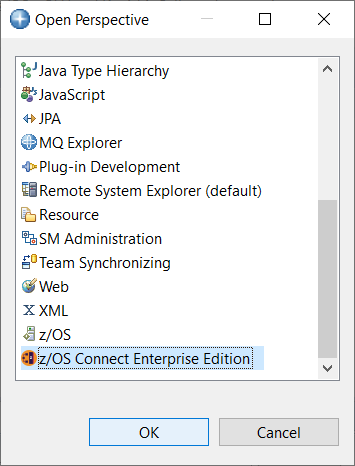 Open Perspective
Java Type Hierarchy
JavaScript
JPA
MQ Explorer
Plug-in Development
Remote System Explorer (default)
Resource
SM Administration
Team Synchronizing
Web
XML
z/OS
z/OS Connect Enterprise Edition
OK
Cancel